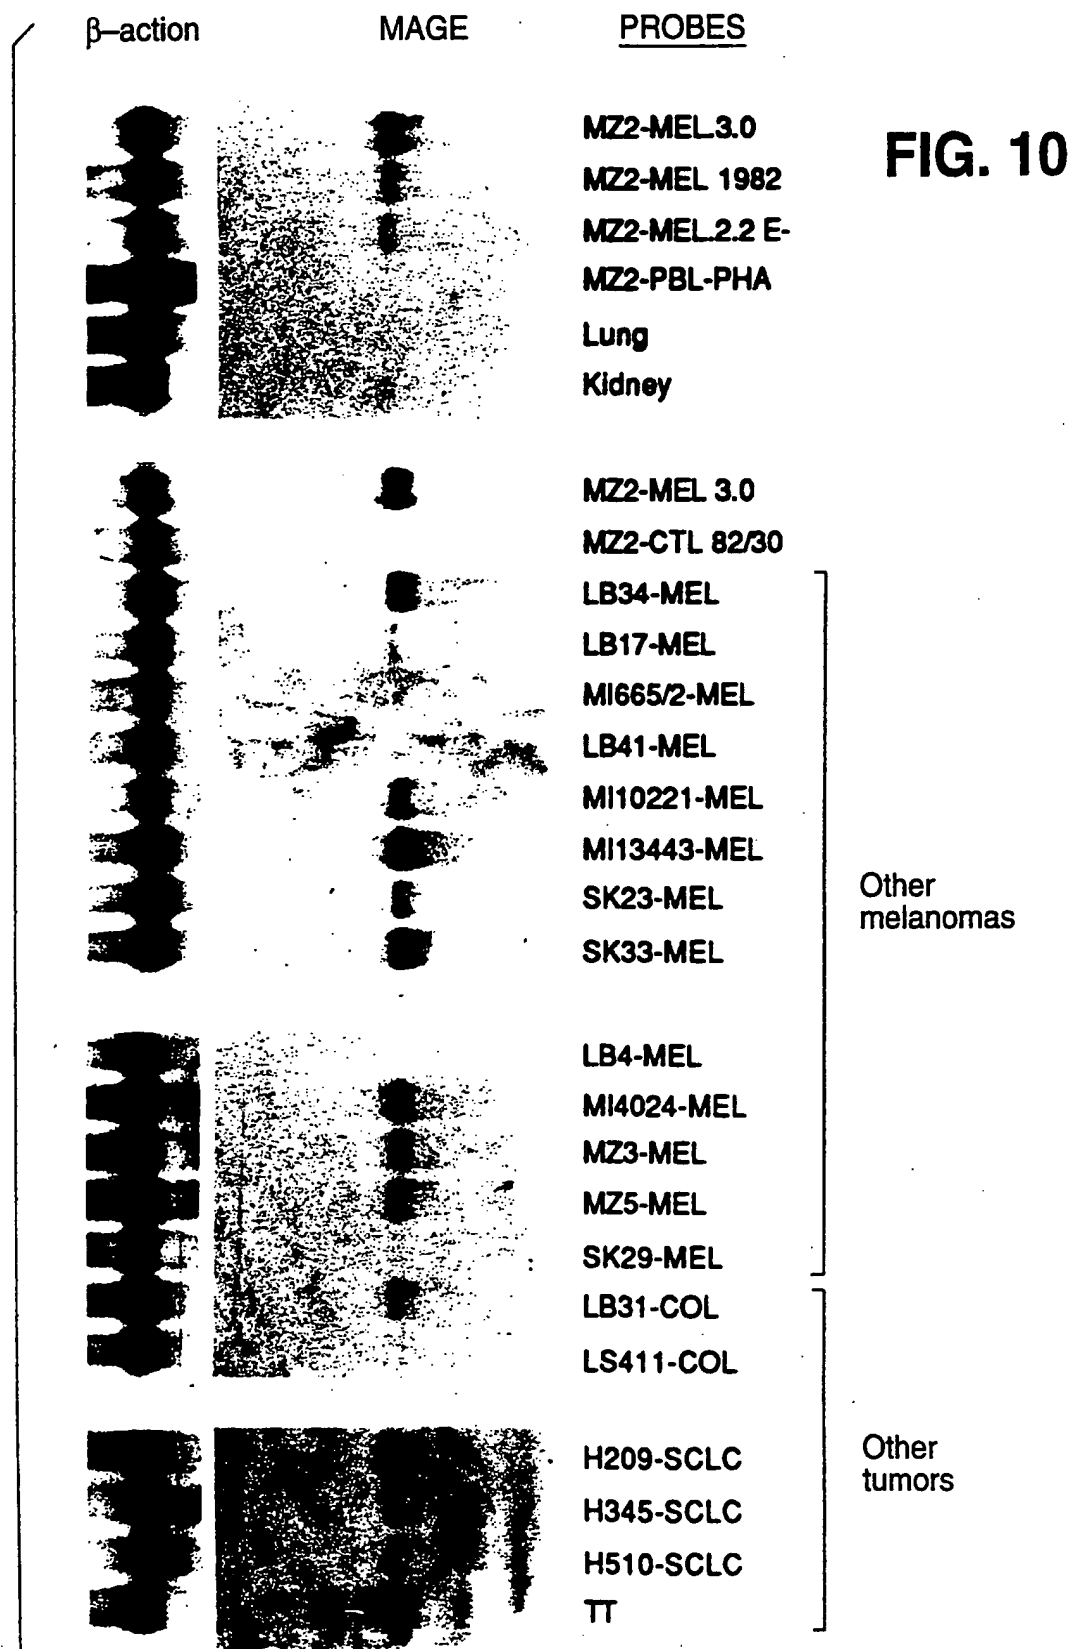 β–action MAGE PROBES
FIG. 10
MZ2-MEL.3.0
MZ2-MEL 1982
MZ2-MEL.2.2 E-
MZ2-PBL-PHA
Lung
Kidney
MZ2-MEL 3.0
MZ2-CTL 82/30
LB34-MEL
LB17-MEL
MI665/2-MEL
LB41-MEL
MI10221-MEL
MI13443-MEL
SK23-MEL
SK33-MEL
Other
melanomas
LB4-MEL
MI4024-MEL
MZ3-MEL
MZ5-MEL
SK29-MEL
LB31-COL
LS411-COL
H209-SCLC
H345-SCLC
H510-SCLC
TT
Other
tumors